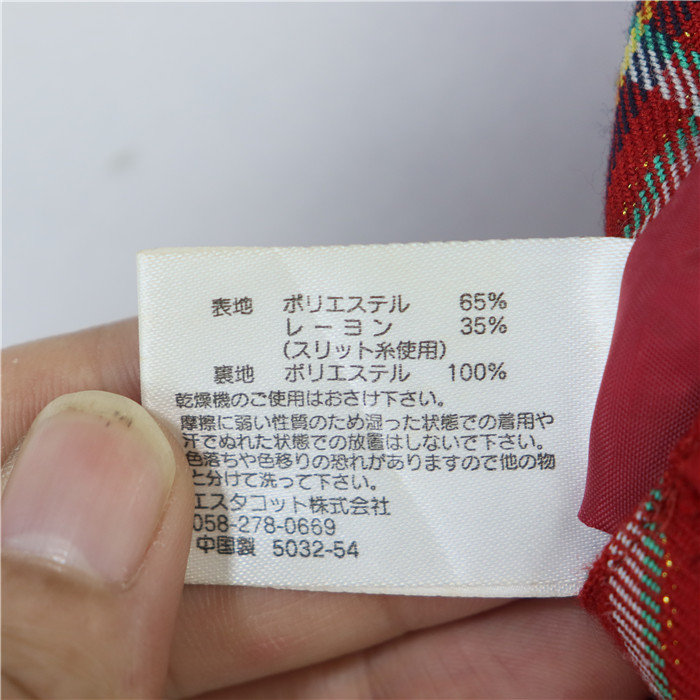 表地 ポリエステル 65%
レーヨン 35%
(スリット糸使用)
裏地 ポリエステル 100%
乾燥機のご使用はおさけ下さい。
摩擦に弱い性質のため湿った状態での着用や
汗でぬれた状態での放置はしないで下さい。
色落ちや色移りの恐れがありますので他の物
と分けて洗って下さい。
エスタコット株式会社
058-278-0669
中国製 5032-54